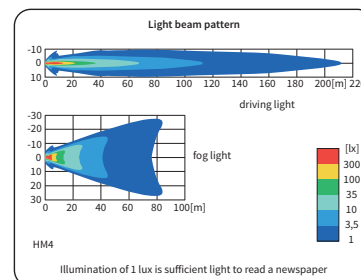 Light beam pattern
-10
0
10
0 20 40 60 80 100 120 140 160 180 200[m] 220
driving light
-30
-20
-10
0
10
20
30
0 20 40 60 80 100[m]
fog light
[lx]
300
100
35
10
3,5
1
HM4
Illumination of 1 lux is sufficient light to read a newspaper